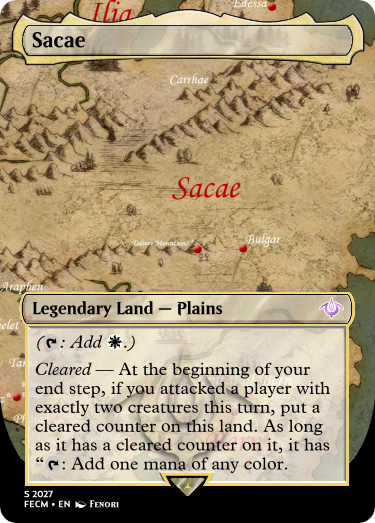 Ilia
Edessa
Sacae
Carrhae
Sacae
Bulgar
Araphen
Legendary Land — Plains
(T: Add W.)
Cleared — At the beginning of your
end step, if you attacked a player with
exactly two creatures this turn, put a
cleared counter on this land. As long
as it has a cleared counter on it, it has
“T: Add one mana of any color.
S 2027
FECM • EN Fenori